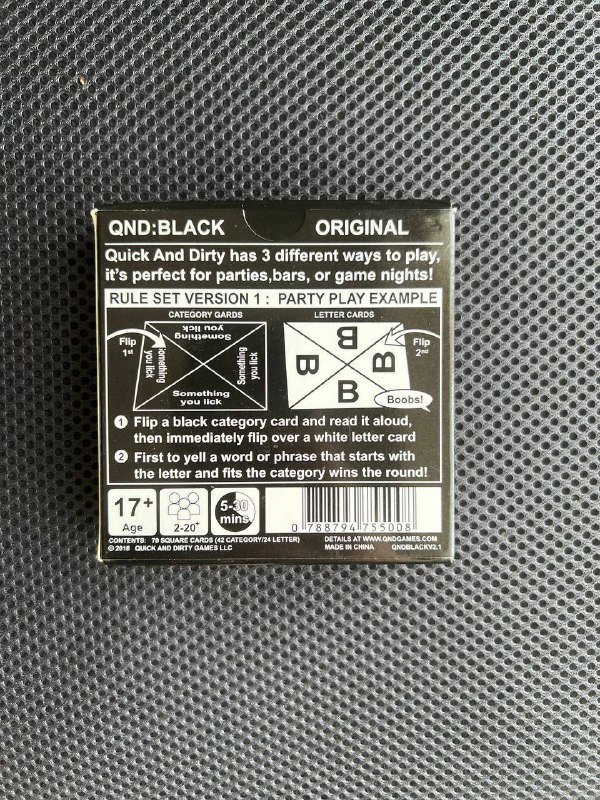 QND:BLACK ORIGINAL
Quick And Dirty has 3 different ways to play,
it's perfect for parties,bars, or game nights!
RULE SET VERSION 1 : PARTY PLAY EXAMPLE
CATEGORY GARDS LETTER CARDS
Flip
1st
Something
you lick
Something
you lick
Something
you lick
Something
you lick
B
B
B
B
Flip
2nd
Boobs!
1 Flip a black category card and read it aloud,
then immediately flip over a white letter card
2 First to yell a word or phrase that starts with
the letter and fits the category wins the round!
17+
Age
2-20+
5-30
mins
0 788794 755008
CONTENTS: 70 SQUARE CARDS (42 CATEGORY/24 LETTER)
© 2018 QUICK AND DIRTY GAMES LLC
DETAILS AT WWW.QNDGAMES.COM
MADE IN CHINA QNDBLACKV2.1